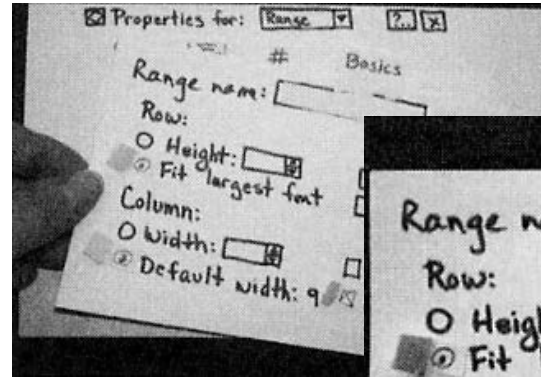 Properties for: Range ?.. x
# Basics
Range name:
Row:
Height:
Fit largest font
Column:
Width:
Default width: 9
Range n
Row:
Heigh
Fit